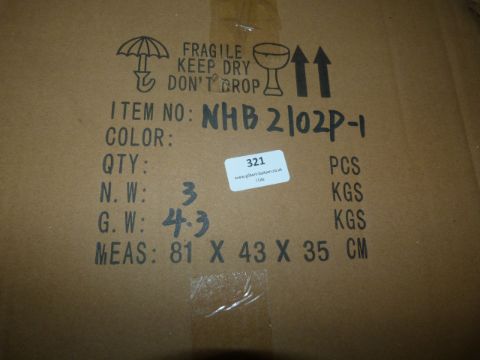 FRAGILE
KEEP DRY
DON'T DROP
ITEM NO: NHB 2102P-1
COLOR:
QTY: PCS
321
N.W: 3 KGS
G.W: 4.3 KGS
MEAS: 81 X 43 X 35 CM